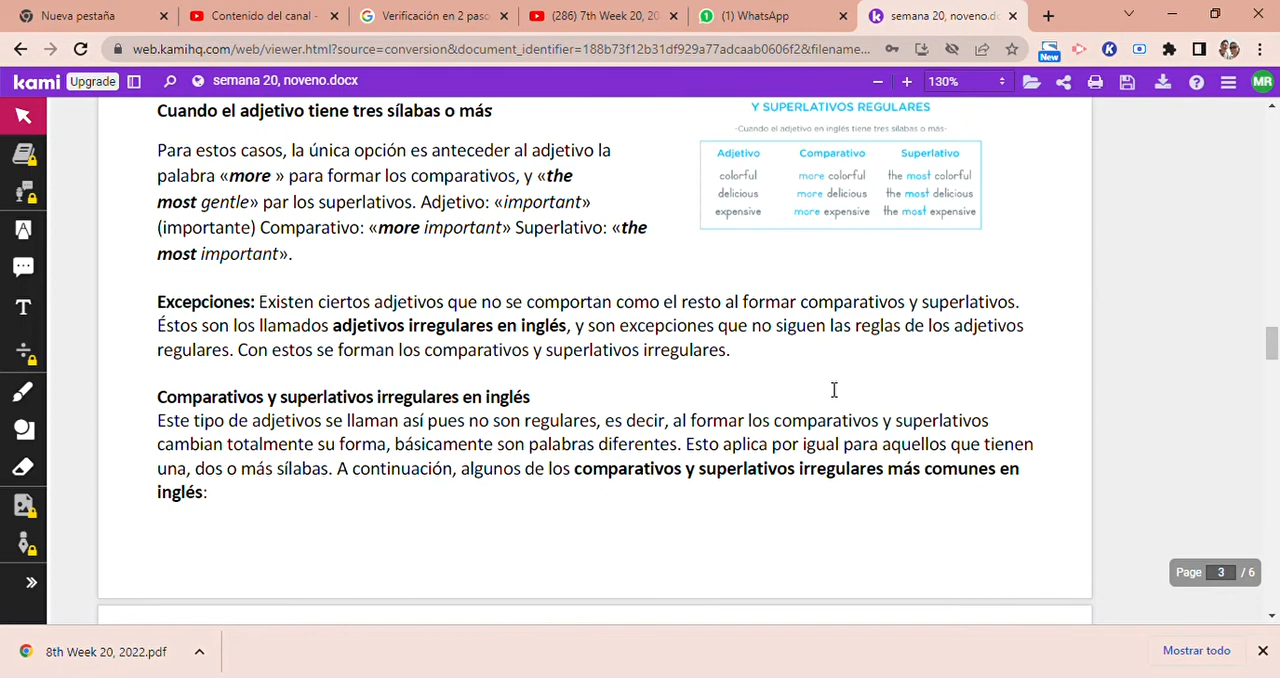 Nueva pestaña
Contenido del canal -
Verificación en 2 paso
(286) 7th Week 20, 20
(1) WhatsApp
semana 20, noveno.do
web.kamihq.com/web/viewer.html?source=conversion&document_identifier=188b73f12b31df929a77adcaab0606f2&filename...
New
kami Upgrade semana 20, noveno.docx 130% MR
Cuando el adjetivo tiene tres sílabas o más
Para estos casos, la única opción es anteceder al adjetivo la
palabra «more » para formar los comparativos, y «the
most gentle» par los superlativos. Adjetivo: «important»
(importante) Comparativo: «more important» Superlativo: «the
most important».
Y SUPERLATIVOS REGULARES
-Cuando el adjetivo en inglés tiene tres sílabas o más-
Adjetivo Comparativo Superlativo
colorful more colorful the most colorful
delicious more delicious the most delicious
expensive more expensive the most expensive
Excepciones: Existen ciertos adjetivos que no se comportan como el resto al formar comparativos y superlativos.
Éstos son los llamados adjetivos irregulares en inglés, y son excepciones que no siguen las reglas de los adjetivos
regulares. Con estos se forman los comparativos y superlativos irregulares.
Comparativos y superlativos irregulares en inglés
Este tipo de adjetivos se llaman así pues no son regulares, es decir, al formar los comparativos y superlativos
cambian totalmente su forma, básicamente son palabras diferentes. Esto aplica por igual para aquellos que tienen
una, dos o más sílabas. A continuación, algunos de los comparativos y superlativos irregulares más comunes en
inglés:
Page 3 / 6
8th Week 20, 2022.pdf
Mostrar todo